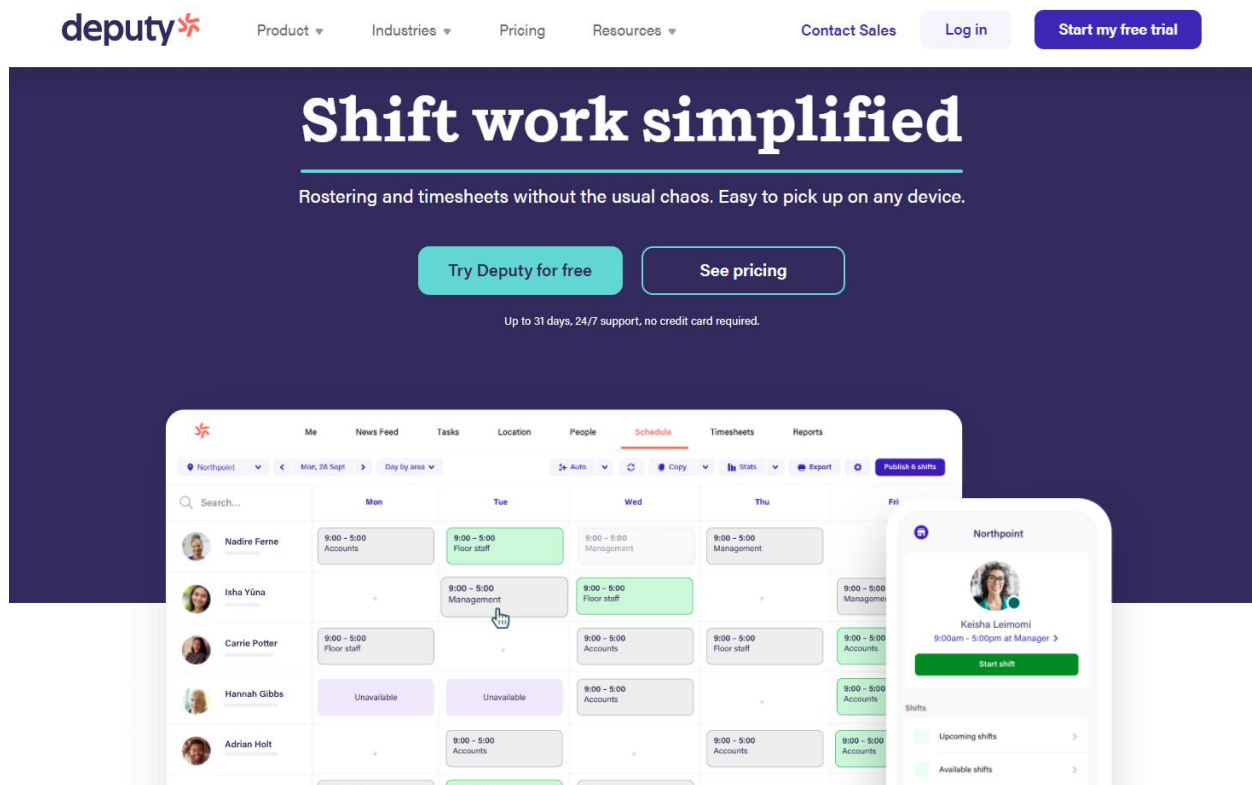 deputy
Product Industries Pricing Resources Contact Sales Log in Start my free trial
Shift work simplified
Rostering and timesheets without the usual chaos. Easy to pick up on any device.
Try Deputy for free See pricing
Up to 31 days, 24/7 support, no credit card required.
Me News Feed Tasks Location People Schedule Timesheets Reports
Northpoint Mon, 28 Sept Day by area Auto Copy Stats Export Publish 6 shifts
Search... Mon Tue Wed Thu Fri
Nadire Ferne
9:00 – 5:00 9:00 – 5:00 9:00 – 5:00 9:00 – 5:00
Accounts Floor staff Management Management
Isha Yūna
9:00 – 5:00 9:00 – 5:00 9:00 – 5:00
Management Floor staff
Carrie Potter
9:00 – 5:00 9:00 – 5:00 9:00 – 5:00 9:00 – 5:00
Floor staff Accounts Floor staff Accounts
Hannah Gibbs
Unavailable Unavailable
9:00 – 5:00 9:00 – 5:00
Accounts Accounts
Adrian Holt
9:00 – 5:00 9:00 – 5:00 9:00 – 5:00
Accounts Accounts Accounts
Northpoint
Keisha Leimomi
9:00am - 5:00pm at Manager
Start shift
Shifts
Upcoming shifts
Available shifts